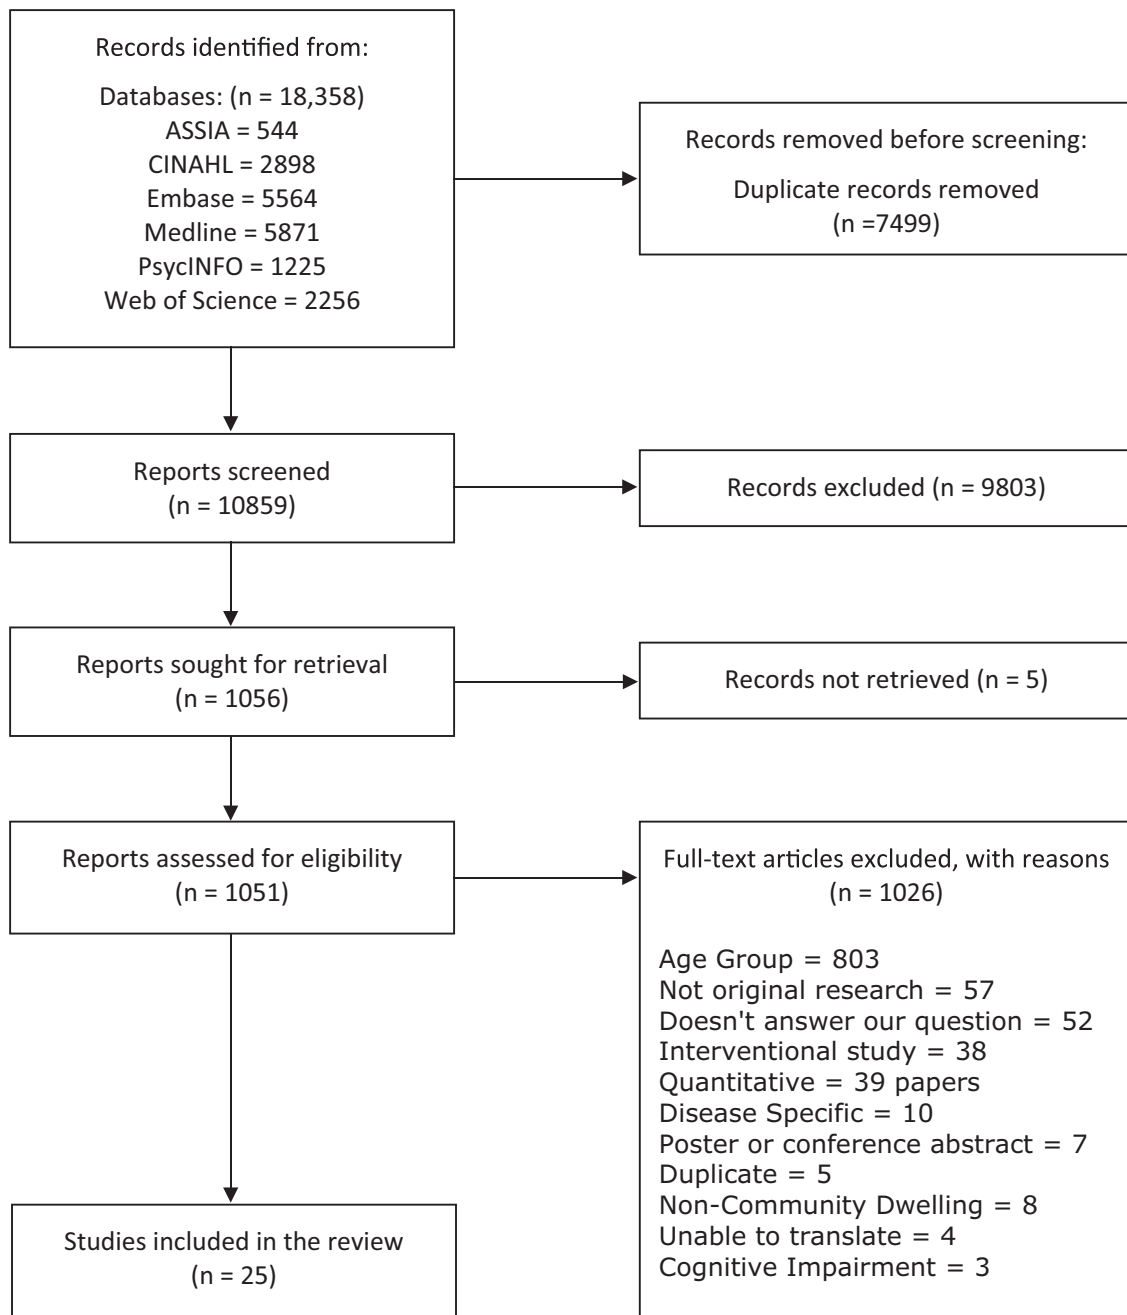 Records identified from:
Databases: (n = 18,358)
ASSIA = 544
CINAHL = 2898
Embase = 5564
Medline = 5871
PsycINFO = 1225
Web of Science = 2256
Records removed before screening:
Duplicate records removed
(n =7499)
Reports screened
(n = 10859)
Records excluded (n = 9803)
Reports sought for retrieval
(n = 1056)
Records not retrieved (n = 5)
Reports assessed for eligibility
(n = 1051)
Full-text articles excluded, with reasons
(n = 1026)
Age Group = 803
Not original research = 57
Doesn't answer our question = 52
Interventional study = 38
Quantitative = 39 papers
Disease Specific = 10
Poster or conference abstract = 7
Duplicate = 5
Non-Community Dwelling = 8
Unable to translate = 4
Cognitive Impairment = 3
Studies included in the review
(n = 25)